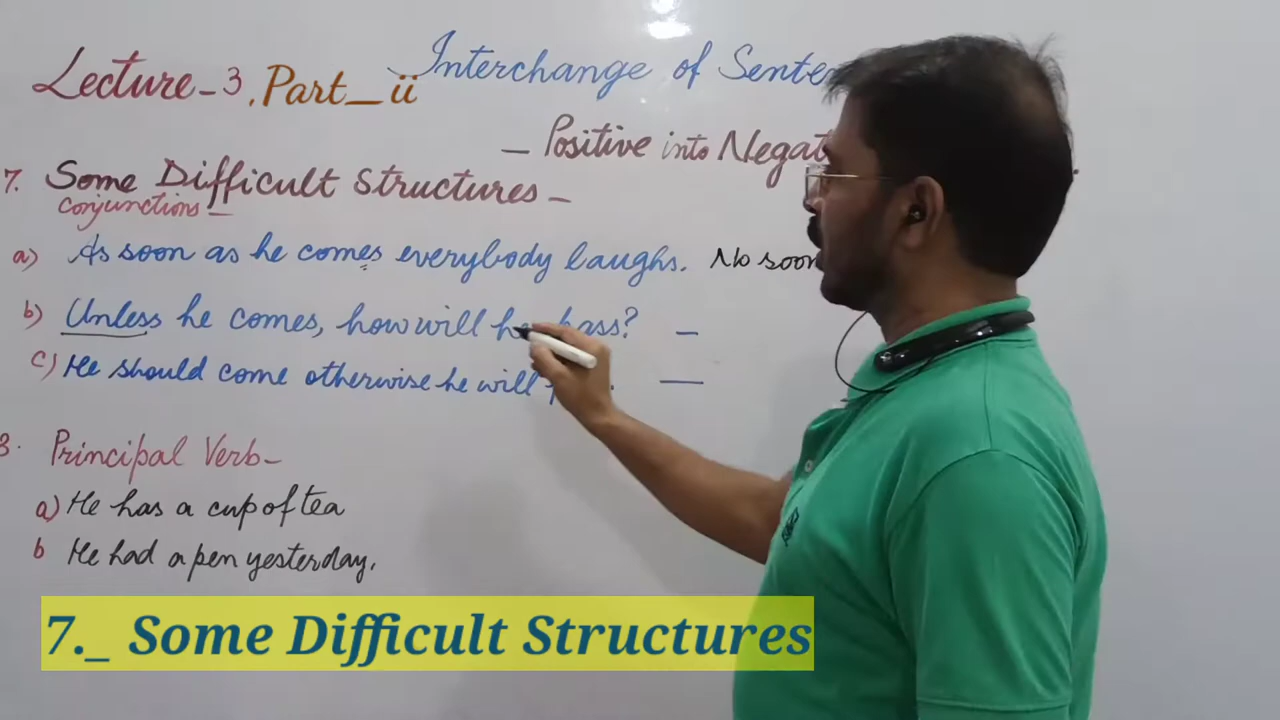 Lecture-3, Part_ii
Interchange of Senten
_ Positive into Negat
7. Some Difficult Structures-
conjunctions-
a) As soon as he comes everybody laughs. No soon
b) Unless he comes, how will he pass? _
c) He should come otherwise he will _
3. Principal Verb-
a) He has a cup of tea
b He had a pen yesterday.
7._ Some Difficult Structures